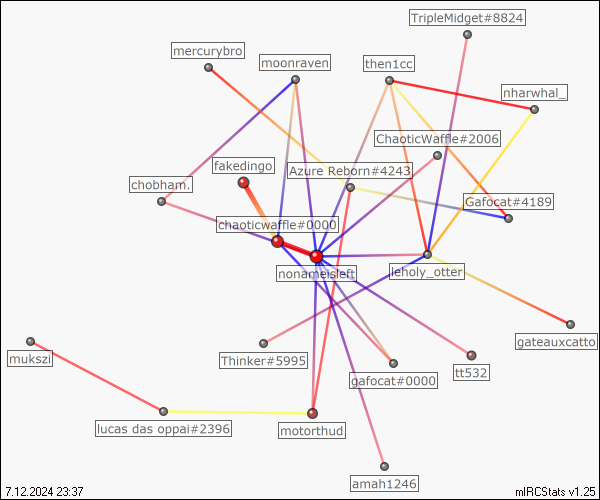 TripleMidget#8824
mercurybro
moonraven
then1cc
nharwhal_
ChaoticWaffle#2006
fakedingo
Azure Reborn#4243
chobham.
Gafocat#4189
chaoticwaffle#0000
nonameisleft
leholy_otter
gateauxcatto
mukszi
Thinker#5995
gafocat#0000
tt532
lucas das oppai#2396
motorthud
amah1246
7.12.2024 23:37
mIRCStats v1.25